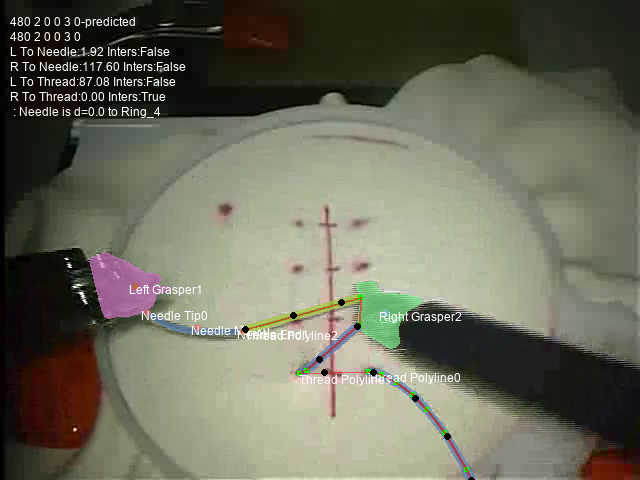 480 2 0 0 3 0-predicted
480 2 0 0 3 0
L To Needle:1.92 Inters:False
R To Needle:117.60 Inters:False
L To Thread:87.08 Inters:False
R To Thread:0.00 Inters:True
: Needle is d=0.0 to Ring_4
Left Grasper1
Needle Tip0
Right Grasper2
Needle
Polyline2
Thread Polyline
Thread Polyline0